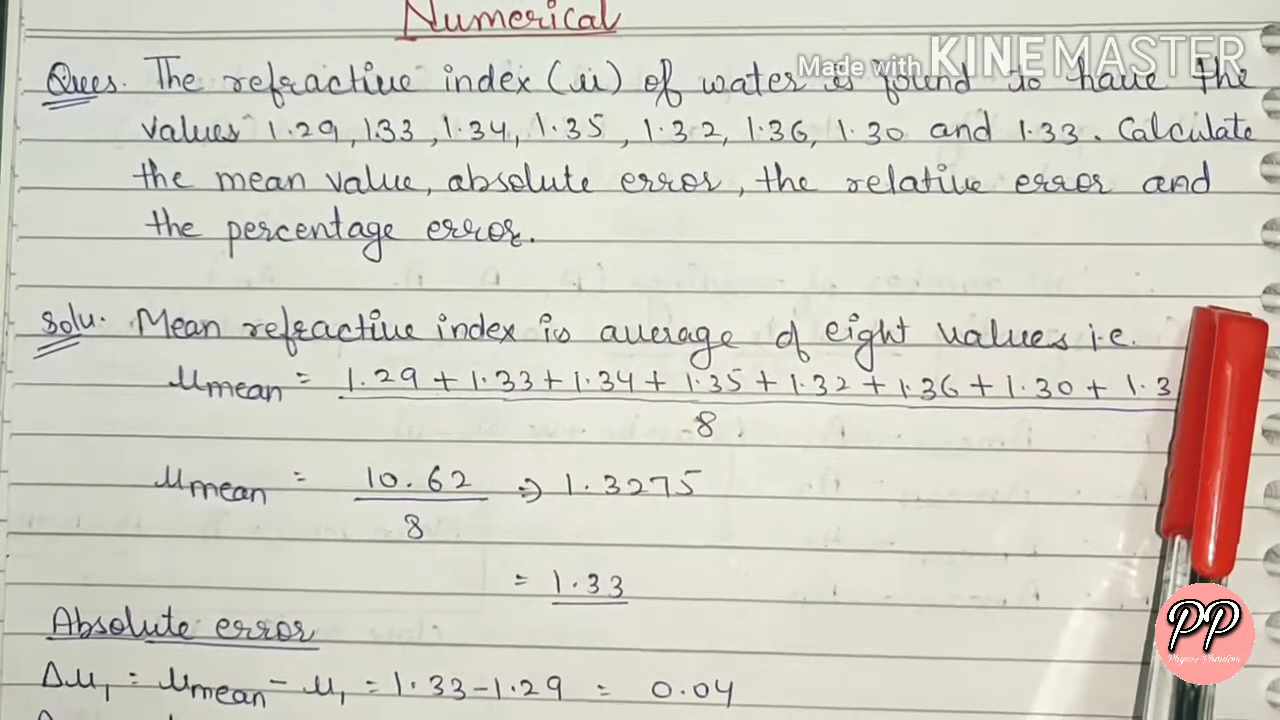 Numerical
Made with KINEMASTER
Ques. The refractive index (μ) of water is found to have the
values 1.29, 1.33, 1.34, 1.35, 1.32, 1.36, 1.30 and 1.33. Calculate
the mean value, absolute error, the relative error and
the percentage error.
Solu. Mean refractive index is average of eight values i.e.
μmean = 1.29 + 1.33 + 1.34 + 1.35 + 1.32 + 1.36 + 1.30 + 1.3
8
μmean = 10.62 ⇒ 1.3275
8
= 1.33
Absolute error
Δμ1 = μmean - μ1 = 1.33 - 1.29 = 0.04
PP